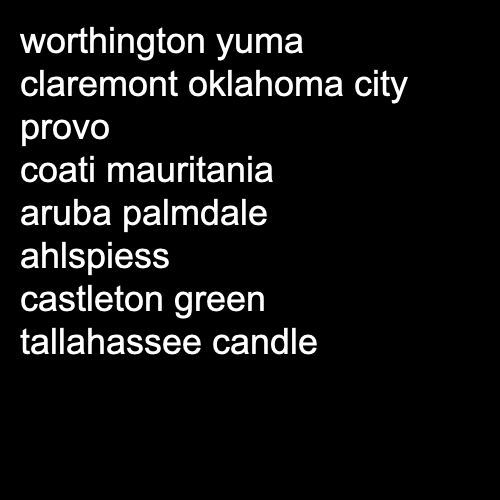 worthington yuma
claremont oklahoma city
provo
coati mauritania
aruba palmdale
ahlspiess
castleton green
tallahassee candle